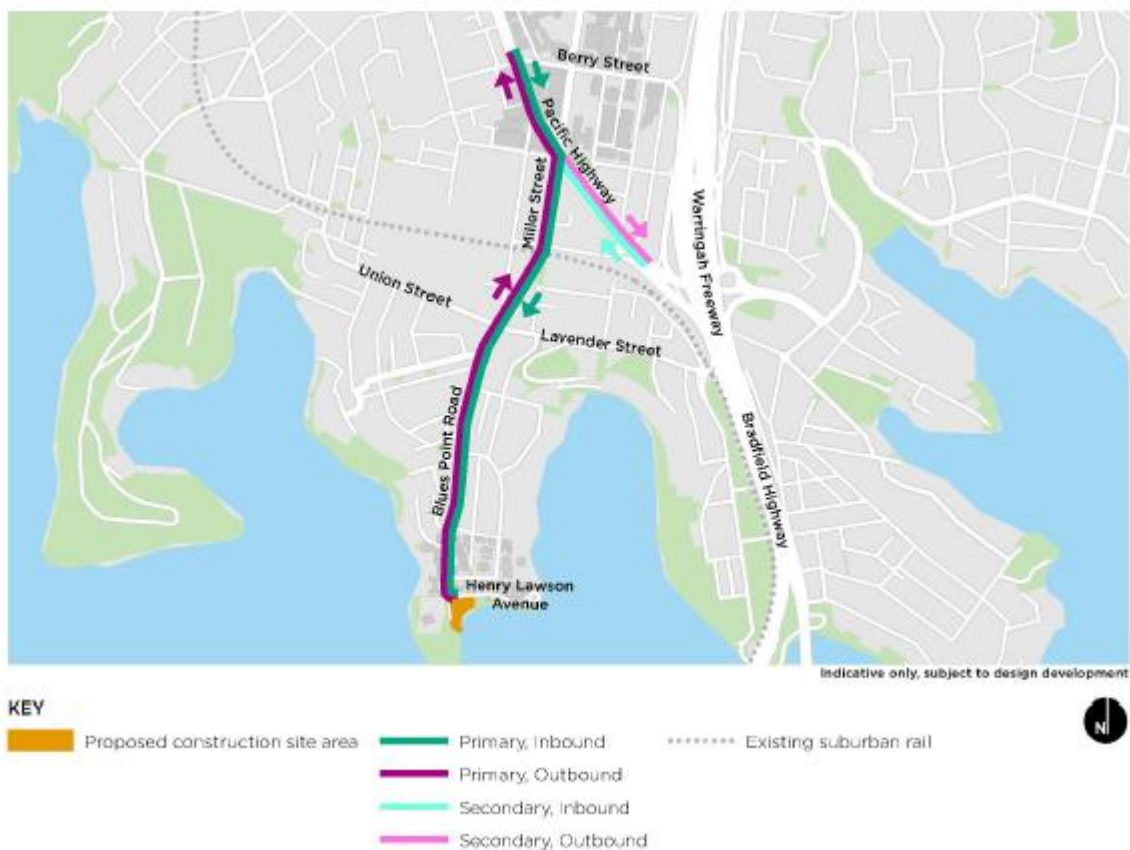 Berry Street
Pacific Highway
Miller Street
Warringah Freeway
Union Street
Lavender Street
Blues Point Road
Bradfield Highway
Henry Lawson
Avenue
Indicative only, subject to design development
KEY
Proposed construction site area
Primary, Inbound
Existing suburban rail
Primary, Outbound
Secondary, Inbound
Secondary, Outbound
N